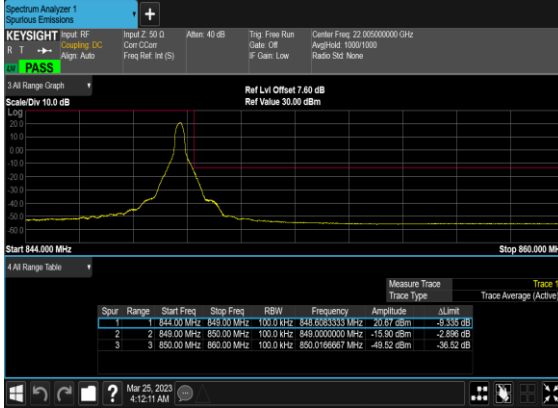 Spectrum Analyzer 1
Spurious Emissions
KEYSIGHT Input: RF Input Z: 50 Ω Atten: 40 dB Trig: Free Run Center Freq: 22.005000000 GHz
R T Coupling: DC Corr CCorr Gate: Off Avg|Hold: 1000/1000
Align: Auto Freq Ref: Int (S) IF Gain: Low Radio Std: None
PASS
3 All Range Graph Ref Lvl Offset 7.60 dB
Scale/Div 10.0 dB Ref Value 30.00 dBm
Log
20.0
10.0
0.00
-10.0
-20.0
-30.0
-40.0
-50.0
-60.0
Start 844.000 MHz Stop 860.000 MH
4 All Range Table
Measure Trace Trace 1
Trace Type Trace Average (Active)
Spur Range Start Freq Stop Freq RBW Frequency Amplitude ΔLimit
1 1 844.00 MHz 849.00 MHz 100.0 kHz 848.6083333 MHz 20.67 dBm -9.335 dB
2 2 849.00 MHz 850.00 MHz 100.0 kHz 849.0000000 MHz -15.90 dBm -2.896 dB
3 3 850.00 MHz 860.00 MHz 100.0 kHz 850.0166667 MHz -49.52 dBm -36.52 dB
Mar 25, 2023
4:12:11 AM